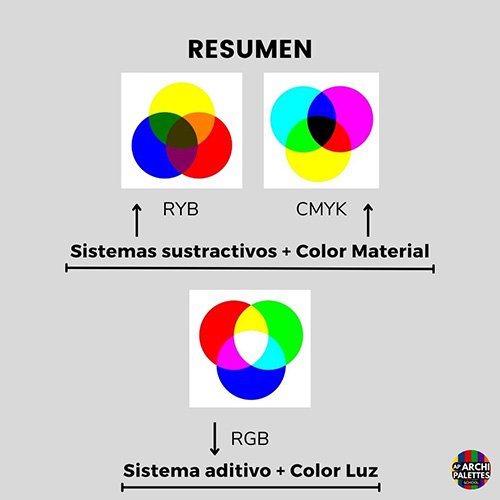 RESUMEN
RYB
CMYK
Sistemas sustractivos + Color Material
RGB
Sistema aditivo + Color Luz
AP ARCHI
PALETTES
SCHOOL